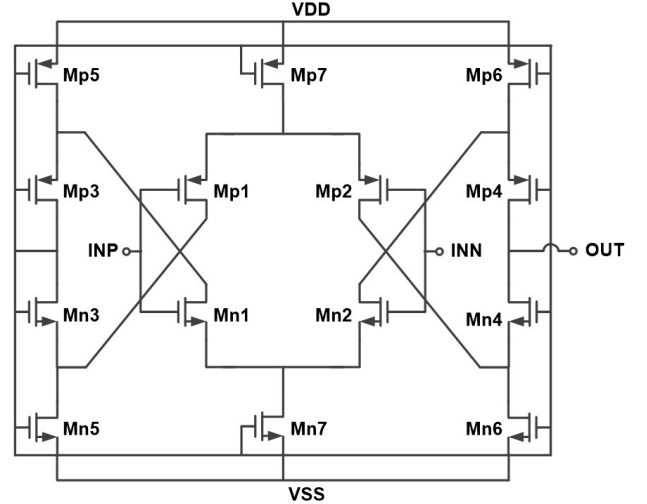 VDD
Mp5
Mp7
Mp6
Mp3
Mp1
Mp2
Mp4
INP
INN
OUT
Mn3
Mn1
Mn2
Mn4
Mn5
Mn7
Mn6
VSS